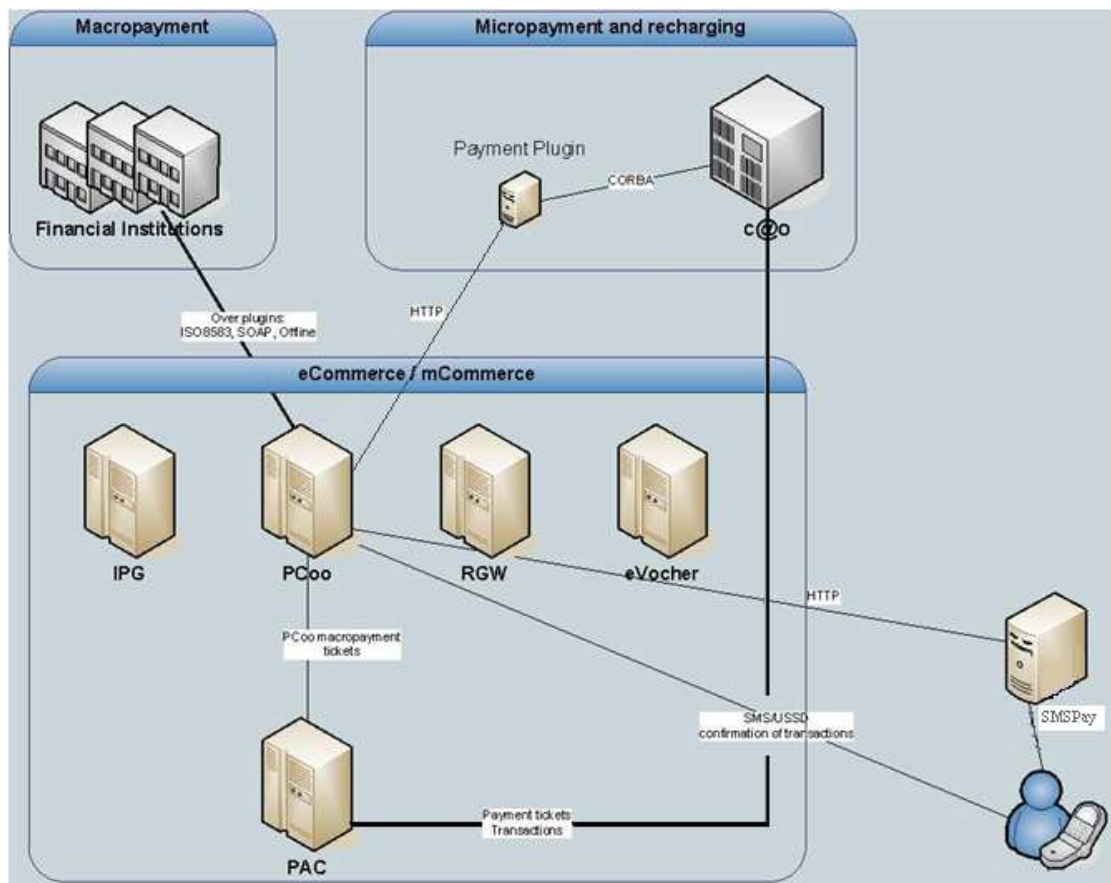 Macropayment
Micropayment and recharging
Payment Plugin
CORBA
Financial Institutions
c@o
HTTP
Over plugins:
ISO8583, SOAP, Offline
eCommerce / mCommerce
IPG
PCoo
RGW
eVocher
HTTP
PCoo macropayment
tickets
SMS/USSD
confirmation of transactions
SMSPay
Payment tickets
Transactions
PAC